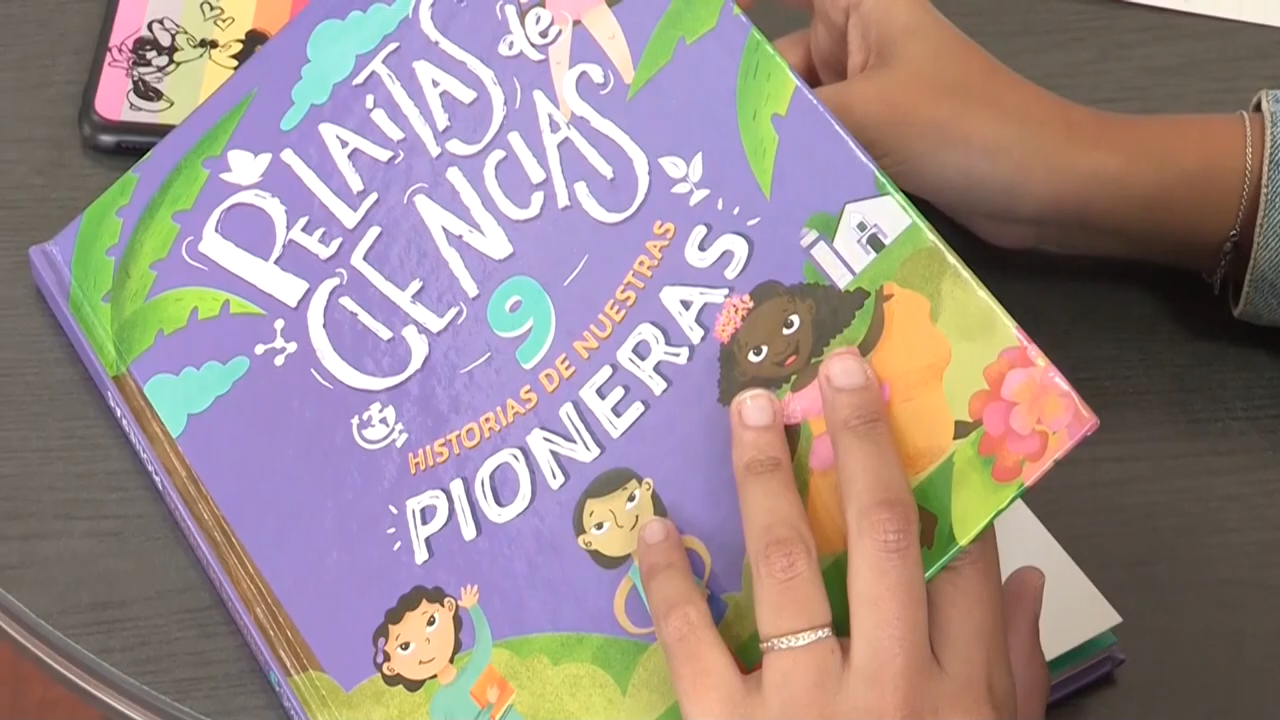 PELAÍTAS de
CIENCIAS
9
HISTORIAS DE NUESTRAS
PIONERAS